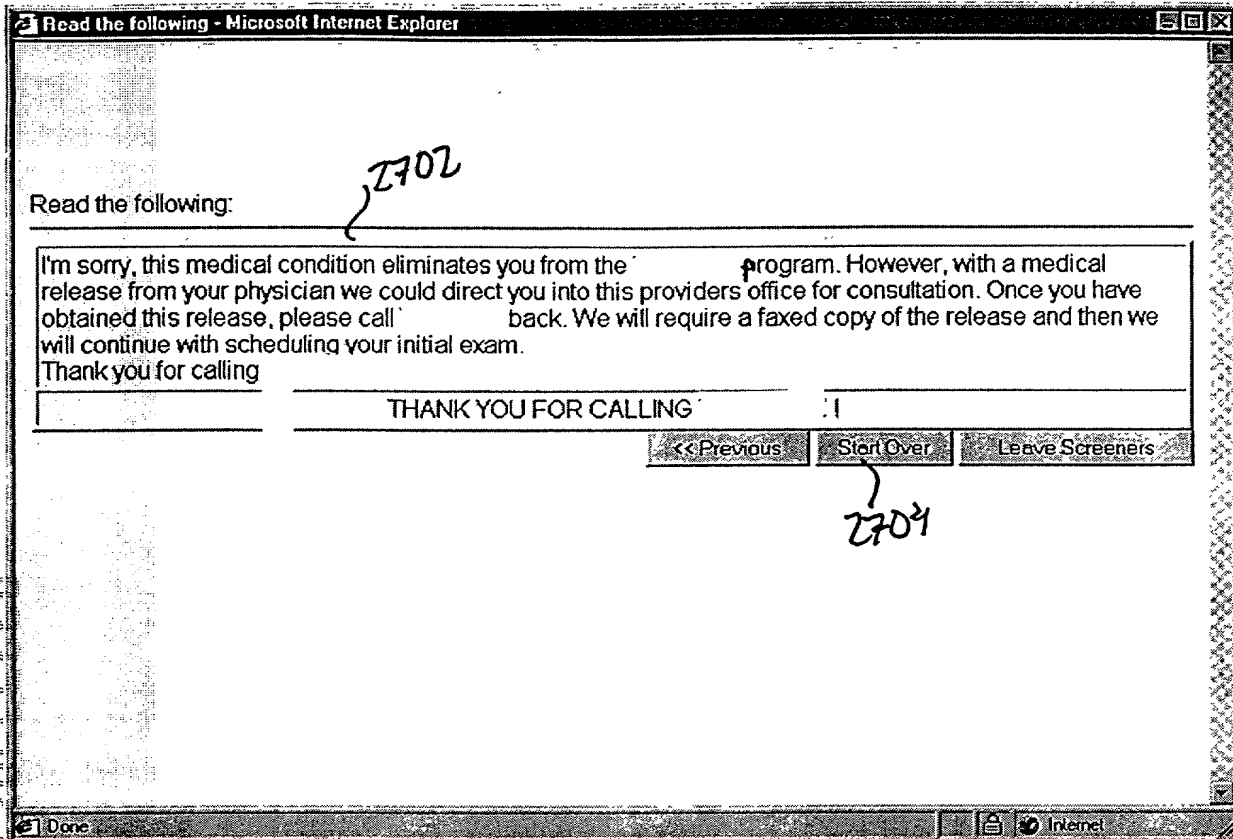 Read the following - Microsoft Internet Explorer
2702
Read the following:
I'm sorry, this medical condition eliminates you from the program. However, with a medical
release from your physician we could direct you into this providers office for consultation. Once you have
obtained this release, please call back. We will require a faxed copy of the release and then we
will continue with scheduling your initial exam.
Thank you for calling
THANK YOU FOR CALLING
<< Previous Start Over Leave Screeners
2704
Done Internet